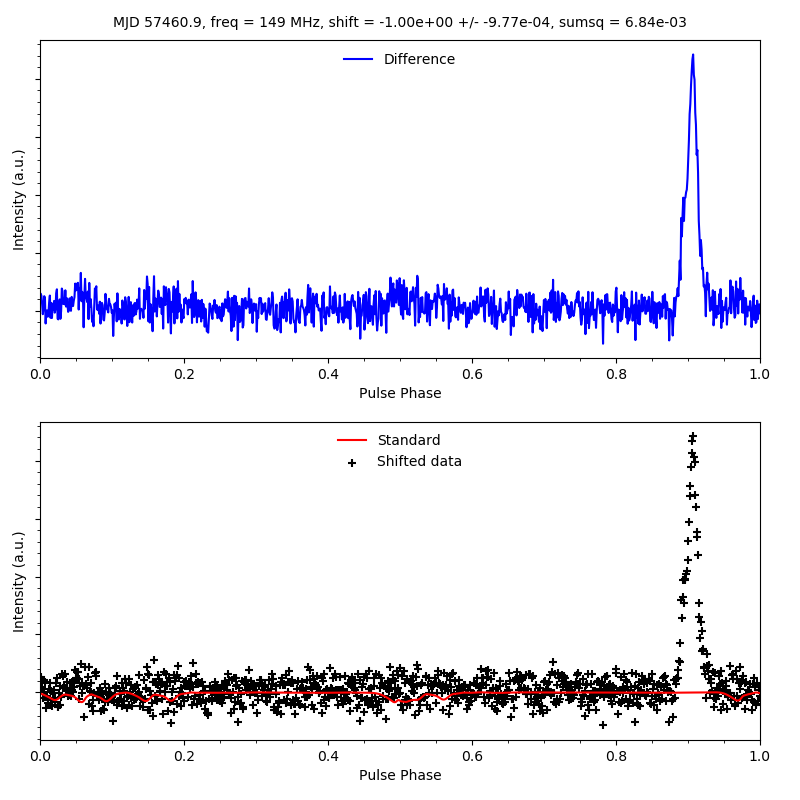 MJD 57460.9, freq = 149 MHz, shift = -1.00e+00 +/- -9.77e-04, sumsq = 6.84e-03
Difference
Intensity (a.u.)
0.0 0.2 0.4 0.6 0.8 1.0
Pulse Phase
Standard
Shifted data
Intensity (a.u.)
0.0 0.2 0.4 0.6 0.8 1.0
Pulse Phase